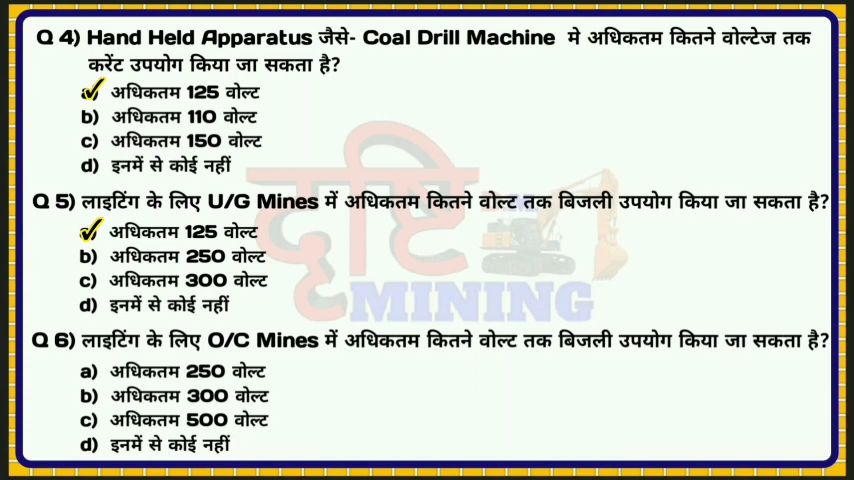 Q 4) Hand Held Apparatus जैसे- Coal Drill Machine मे अधिकतम कितने वोल्टेज तक
करेंट उपयोग किया जा सकता है?
अधिकतम 125 वोल्ट
b) अधिकतम 110 वोल्ट
c) अधिकतम 150 वोल्ट
d) इनमें से कोई नहीं
Q 5) लाइटिंग के लिए U/G Mines में अधिकतम कितने वोल्ट तक बिजली उपयोग किया जा सकता है?
अधिकतम 125 वोल्ट
b) अधिकतम 250 वोल्ट
c) अधिकतम 300 वोल्ट
d) इनमें से कोई नहीं
Q 6) लाइटिंग के लिए O/C Mines में अधिकतम कितने वोल्ट तक बिजली उपयोग किया जा सकता है?
a) अधिकतम 250 वोल्ट
b) अधिकतम 300 वोल्ट
c) अधिकतम 500 वोल्ट
d) इनमें से कोई नहीं
दृष्टि
MINING